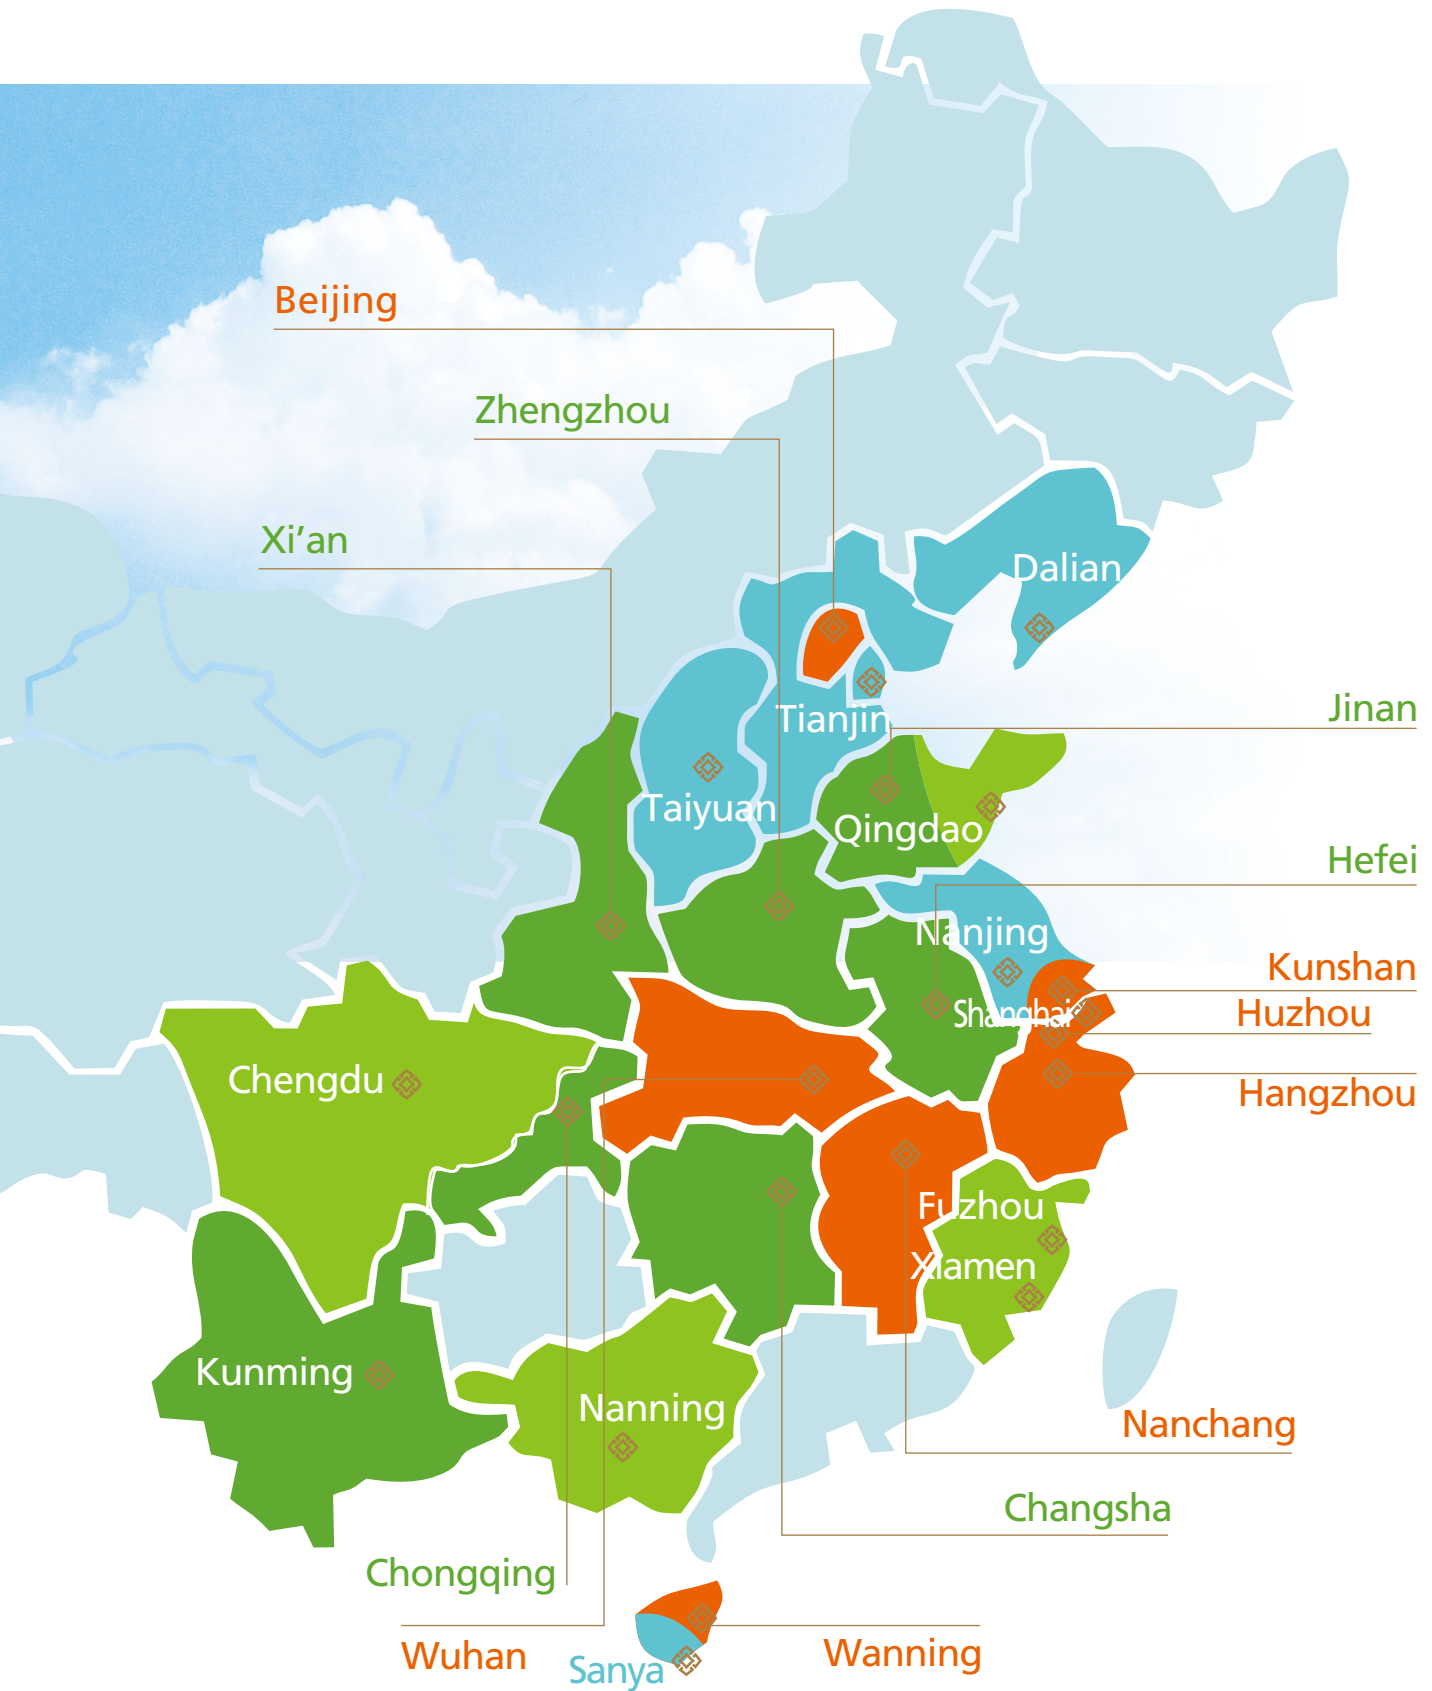 Beijing
Zhengzhou
Xi’an
Dalian
Jinan
Tianjin
Taiyuan
Qingdao
Hefei
Nanjing
Kunshan
Shanghai
Huzhou
Chengdu
Hangzhou
Fuzhou
Xiamen
Kunming
Nanning
Nanchang
Changsha
Chongqing
Wuhan
Sanya
Wanning